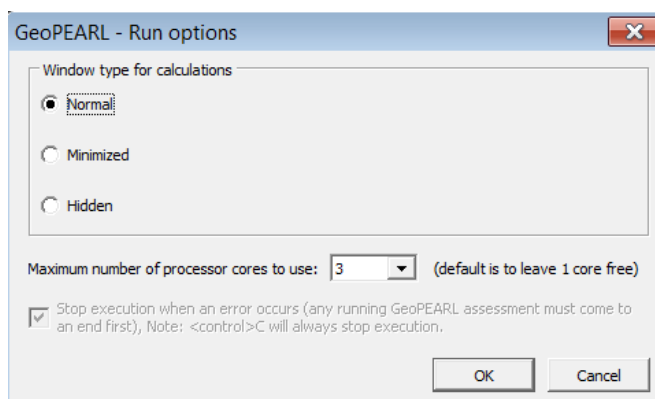 GeoPEARL - Run options
Window type for calculations
Normal
Minimized
Hidden
Maximum number of processor cores to use: 3 (default is to leave 1 core free)
Stop execution when an error occurs (any running GeoPEARL assessment must come to
an end first), Note: <control>C will always stop execution.
OK Cancel